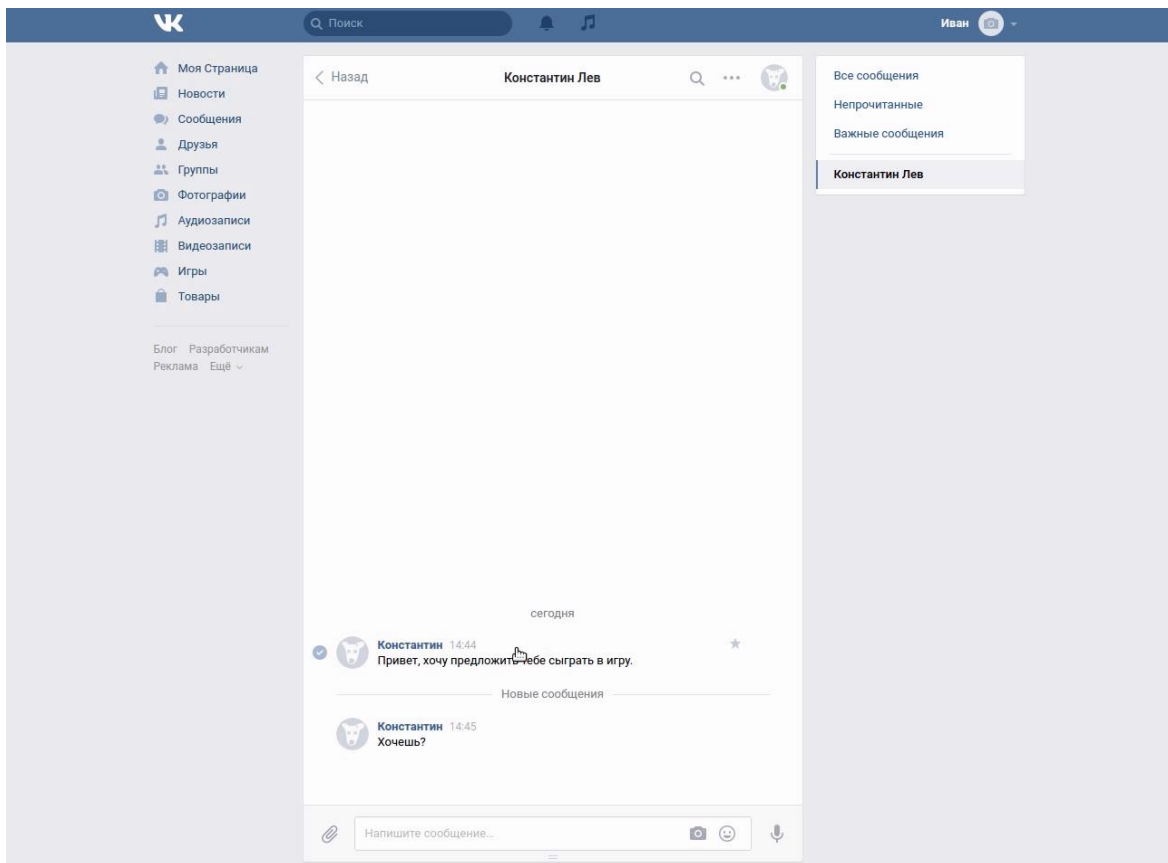 Поиск
Иван
Моя Страница
Новости
Сообщения
Друзья
Группы
Фотографии
Аудиозаписи
Видеозаписи
Игры
Товары
Блог Разработчикам
Реклама Ещё
Назад
Константин Лев
сегодня
Константин 14:44
Привет, хочу предложить тебе сыграть в игру.
Новые сообщения
Константин 14:45
Хочешь?
Напишите сообщение...
Все сообщения
Непрочитанные
Важные сообщения
Константин Лев